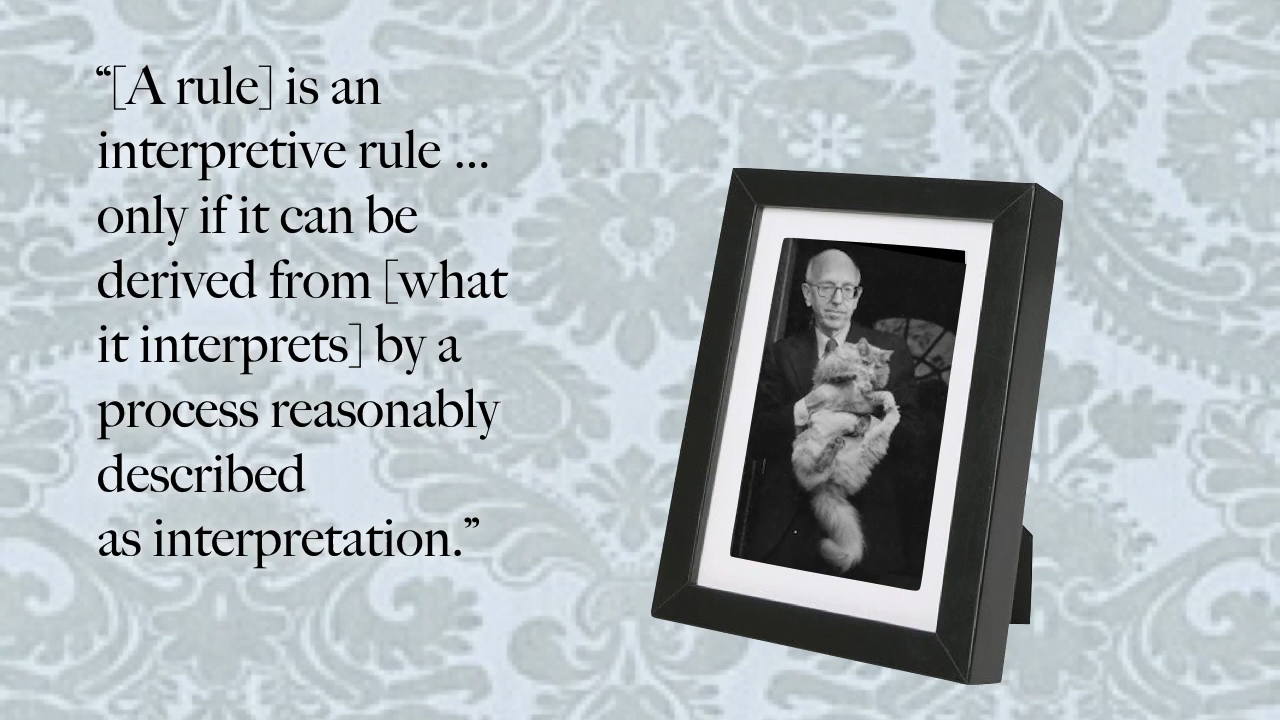 “[A rule] is an
interpretive rule ...
only if it can be
derived from [what
it interprets] by a
process reasonably
described
as interpretation.”